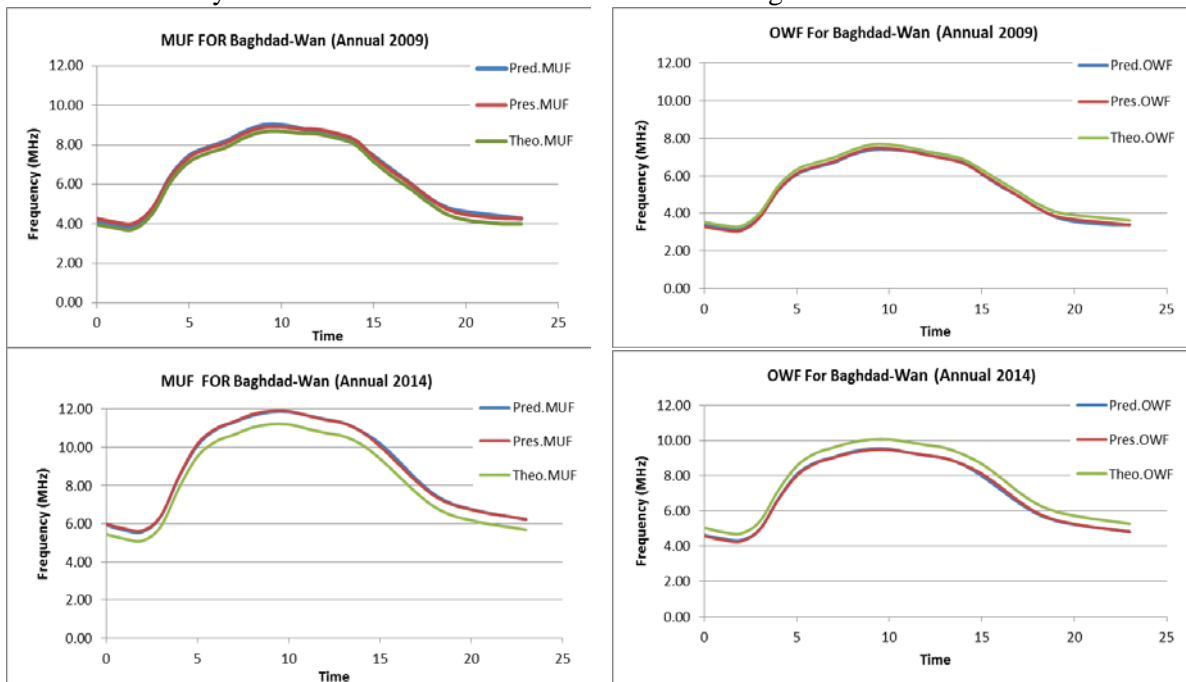 MUF FOR Baghdad-Wan (Annual 2009)
12.00
10.00
8.00
6.00
4.00
2.00
0.00
0 5 10 15 20 25
Frequency (MHz)
Time
Pred.MUF
Pres.MUF
Theo.MUF
OWF For Baghdad-Wan (Annual 2009)
12.00
10.00
8.00
6.00
4.00
2.00
0.00
0 5 10 15 20 25
Frequency (MHz)
Time
Pred.OWF
Pres.OWF
Theo.OWF
MUF FOR Baghdad-Wan (Annual 2014)
12.00
10.00
8.00
6.00
4.00
2.00
0.00
0 5 10 15 20 25
Frequency (MHz)
Time
Pred.MUF
Pres.MUF
Theo.MUF
OWF For Baghdad-Wan (Annual 2014)
12.00
10.00
8.00
6.00
4.00
2.00
0.00
0 5 10 15 20 25
Frequency (MHz)
Time
Pred.OWF
Pres.OWF
Theo.OWF